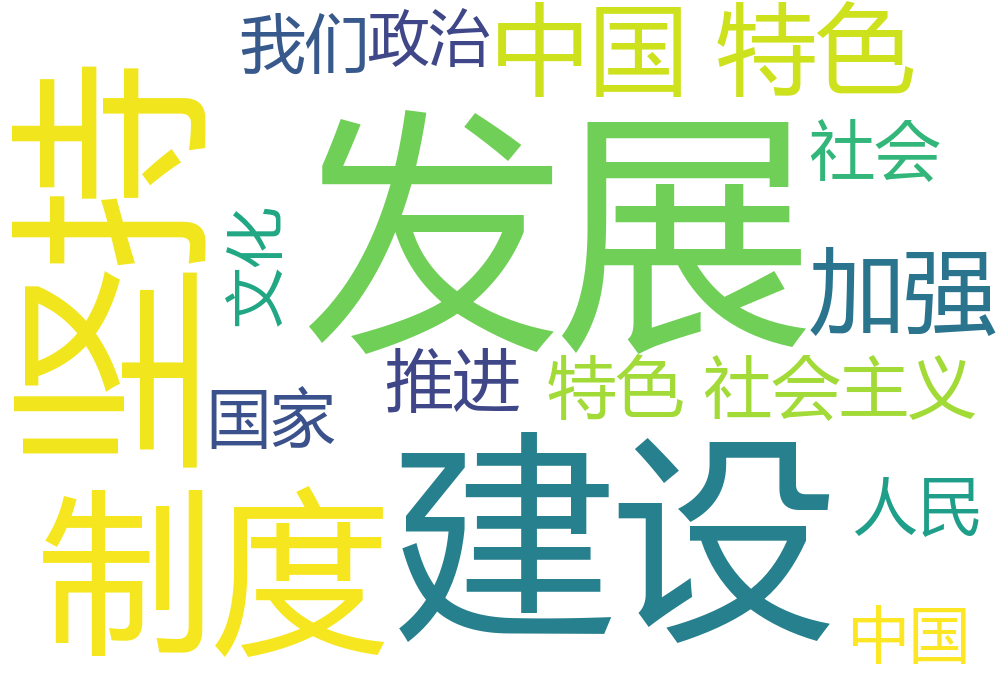 我们
政治
中国 特色
坚持
发展
社会
文化
加强
推进
特色 社会主义
国家
制度
建设
人民
中国